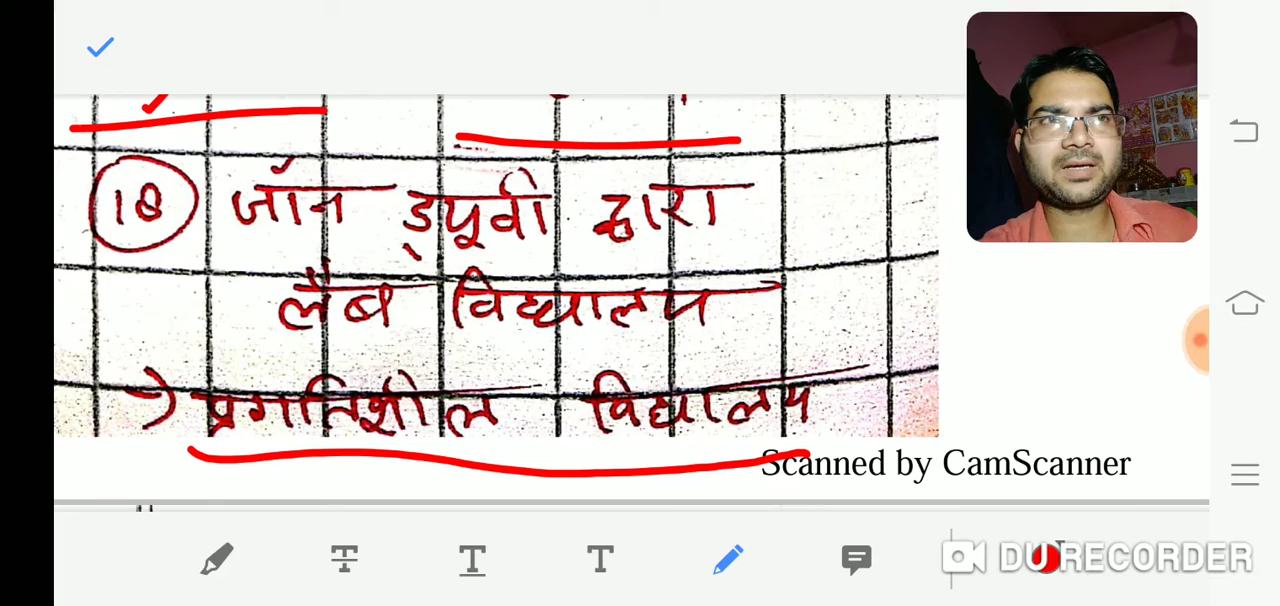 18 जॉन ड्यूवी द्वारा
लैब विद्यालय
→ प्रगतिशील विद्यालय
Scanned by CamScanner
T T T
DU RECORDER